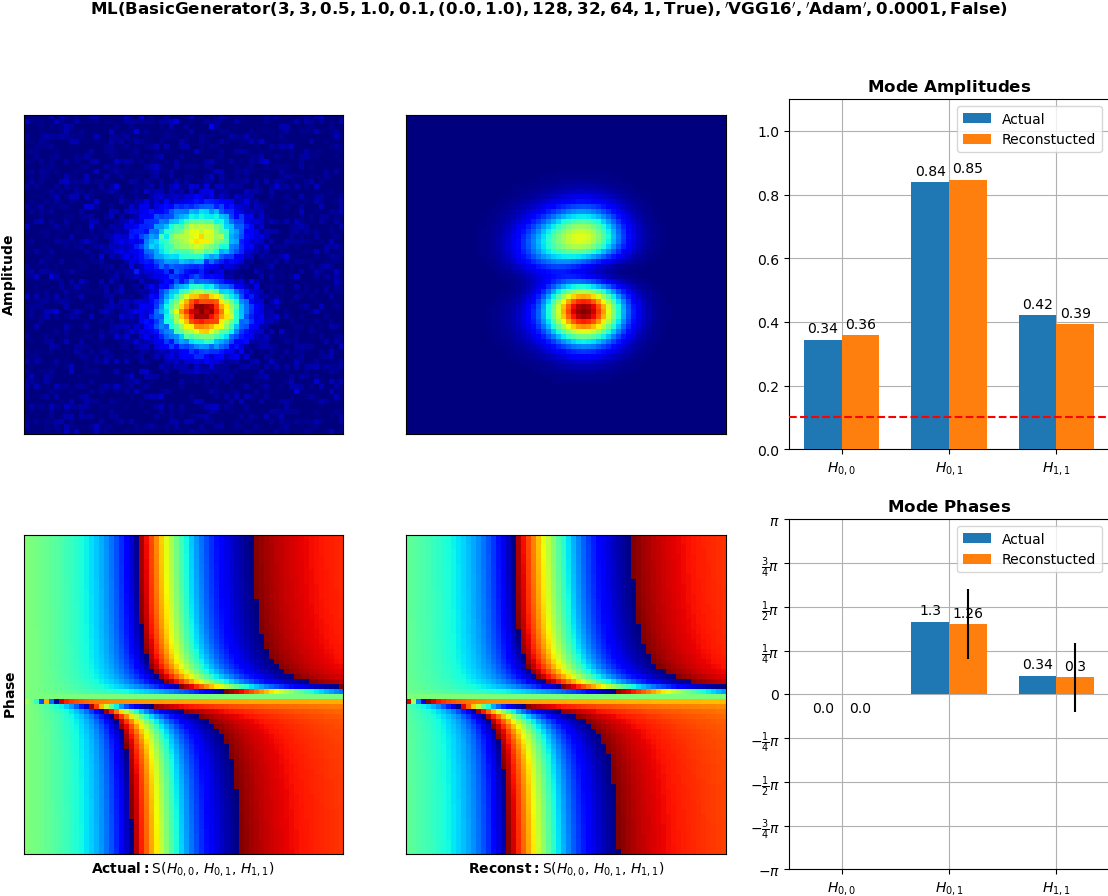 ML(BasicGenerator(3, 3, 0.5, 1.0, 0.1, (0.0, 1.0), 128, 32, 64, 1, True), ′VGG16′, ′Adam′, 0.0001, False)
Amplitude
Mode Amplitudes
Actual
Reconstucted
1.0
0.8
0.6
0.4
0.2
0.0
0.34
0.36
0.84
0.85
0.42
0.39
H0,0
H0,1
H1,1
Phase
Actual: S(H0,0, H0,1, H1,1)
Reconst: S(H0,0, H0,1, H1,1)
Mode Phases
Actual
Reconstucted
π
3/4π
1/2π
1/4π
0
−1/4π
−1/2π
−3/4π
−π
0.0
0.0
1.3
1.26
0.34
0.3
H0,0
H0,1
H1,1